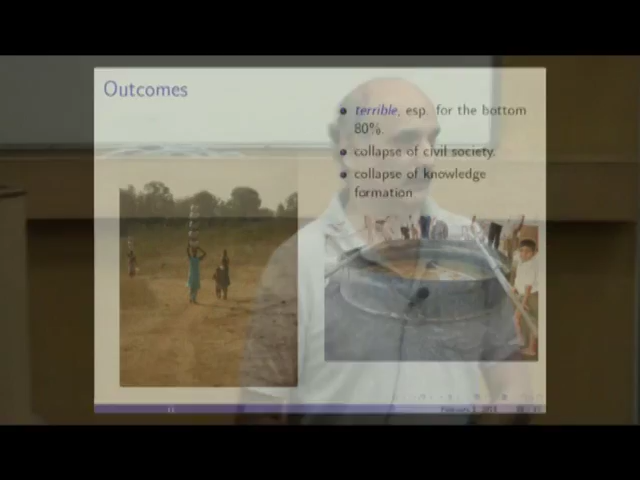 Outcomes
terrible, esp. for the bottom
80%.
collapse of civil society.
collapse of knowledge
formation